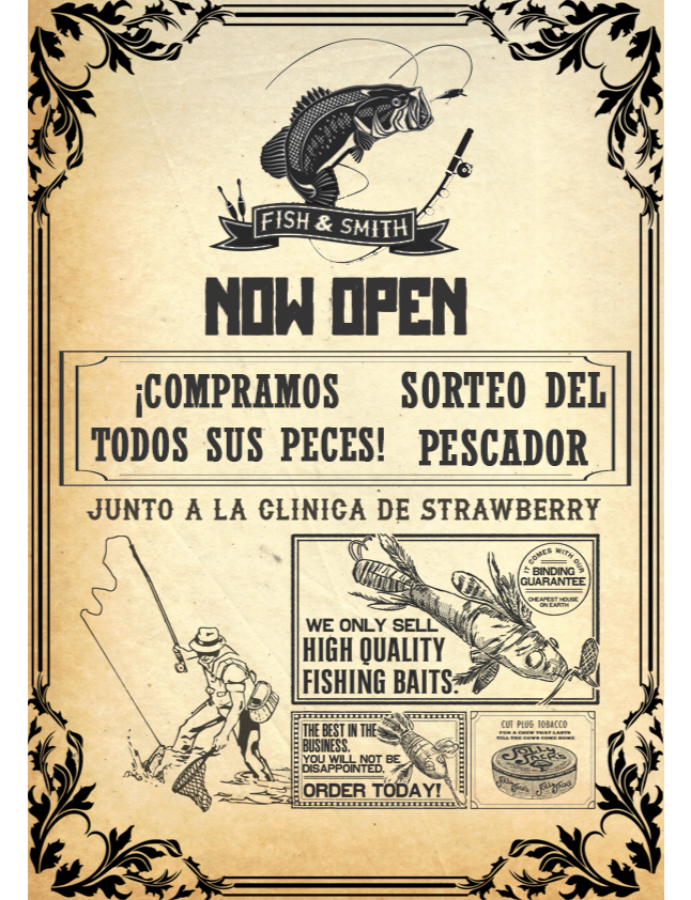 FISH & SMITH
NOW OPEN
¡COMPRAMOS
TODOS SUS PECES!
SORTEO DEL
PESCADOR
JUNTO A LA CLINICA DE STRAWBERRY
IT COMES WITH OUR
BINDING
GUARANTEE
CHEAPEST HOUSE
ON EARTH
WE ONLY SELL
HIGH QUALITY
FISHING BAITS.
THE BEST IN THE
BUSINESS.
YOU WILL NOT BE
DISAPPOINTED,
ORDER TODAY!
CUT PLUG TOBACCO
FOR A CHEW THAT LASTS
TILL THE COWS COME HOME
JOLLY
JACK'S